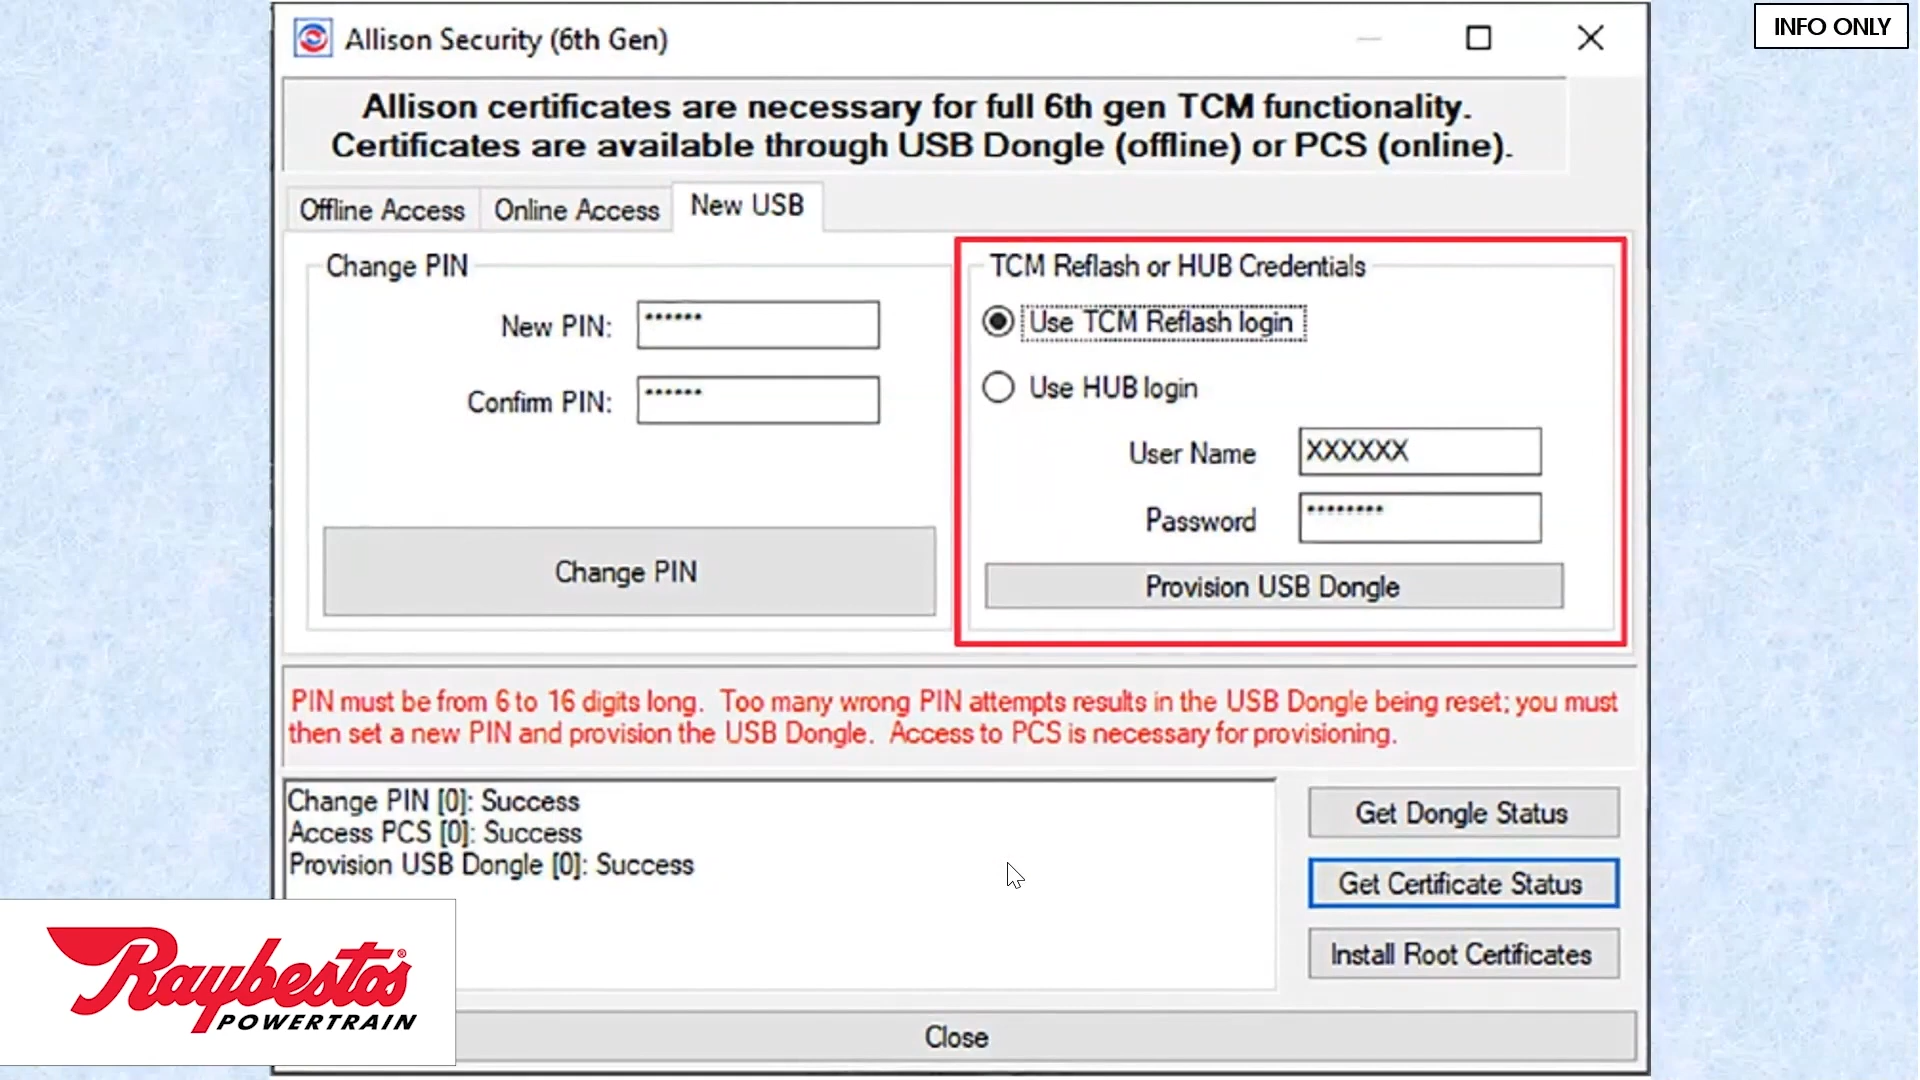 INFO ONLY
Allison Security (6th Gen)
Allison certificates are necessary for full 6th gen TCM functionality.
Certificates are available through USB Dongle (offline) or PCS (online).
Offline Access
Online Access
New USB
Change PIN
New PIN: ******
Confirm PIN: ******
Change PIN
TCM Reflash or HUB Credentials
Use TCM Reflash login
Use HUB login
User Name XXXXXX
Password ********
Provision USB Dongle
PIN must be from 6 to 16 digits long. Too many wrong PIN attempts results in the USB Dongle being reset; you must
then set a new PIN and provision the USB Dongle. Access to PCS is necessary for provisioning.
Change PIN [0]: Success
Access PCS [0]: Success
Provision USB Dongle [0]: Success
Get Dongle Status
Get Certificate Status
Install Root Certificates
Close
Raybestos®
POWERTRAIN